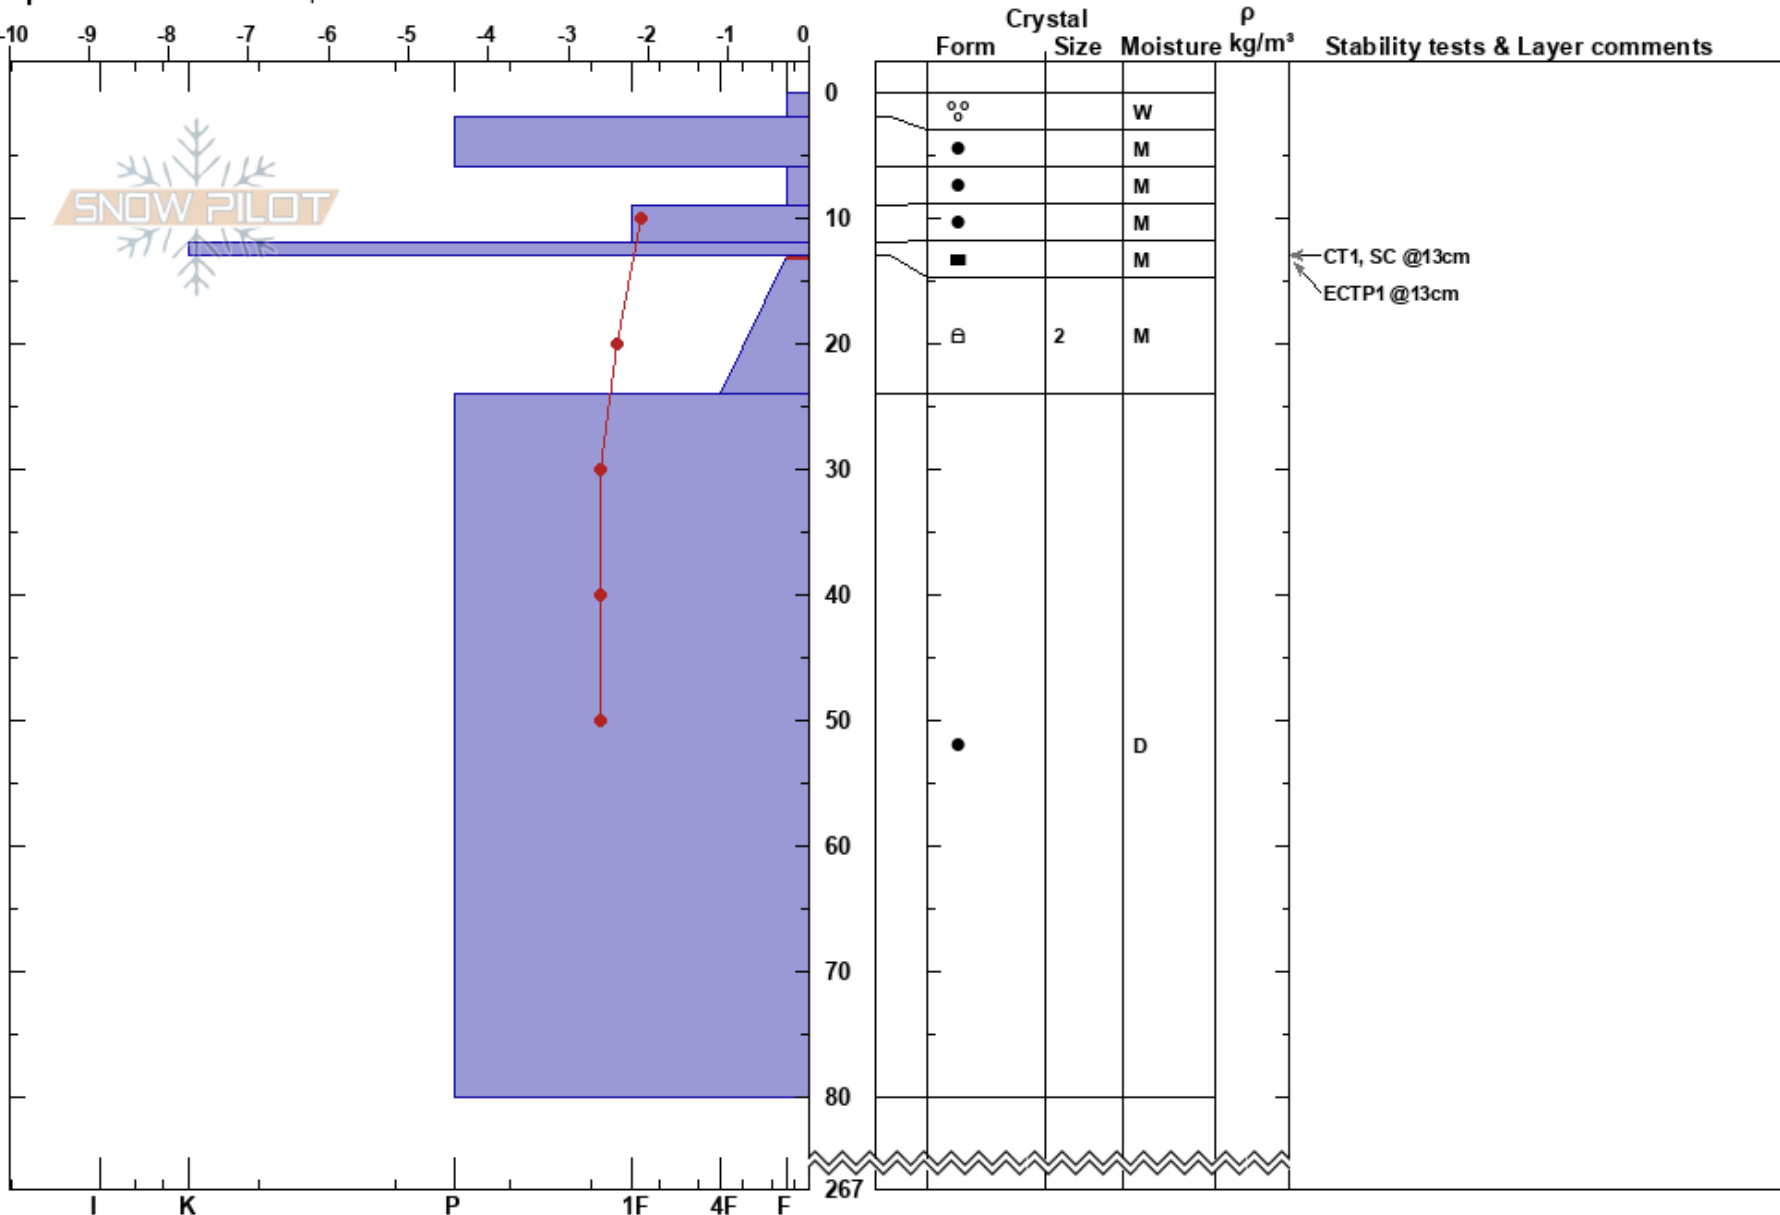 Crystal ρ
-10 -9 -8 -7 -6 -5 -4 -3 -2 -1 0 Form Size Moisture kg/m³ Stability tests & Layer comments
0
W
M
SNOW PILOT
M
10 M
M CT1, SC @13cm
ECTP1 @13cm
20 2 M
30
40
50
D
60
70
80
267
I K P 1F 4F F